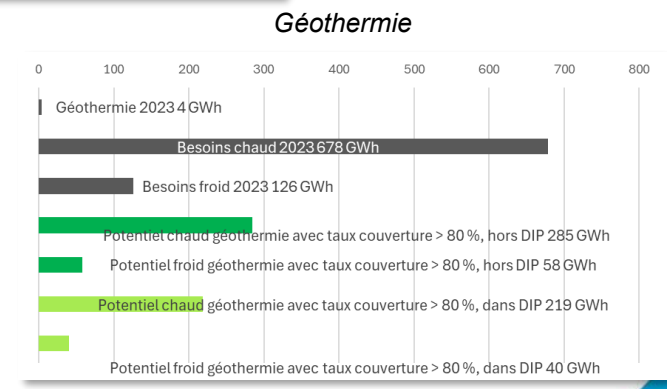 Géothermie
0 100 200 300 400 500 600 700 800
Géothermie 2023 4 GWh
Besoins chaud 2023 678 GWh
Besoins froid 2023 126 GWh
Potentiel chaud géothermie avec taux couverture > 80 %, hors DIP 285 GWh
Potentiel froid géothermie avec taux couverture > 80 %, hors DIP 58 GWh
Potentiel chaud géothermie avec taux couverture > 80 %, dans DIP 219 GWh
Potentiel froid géothermie avec taux couverture > 80 %, dans DIP 40 GWh